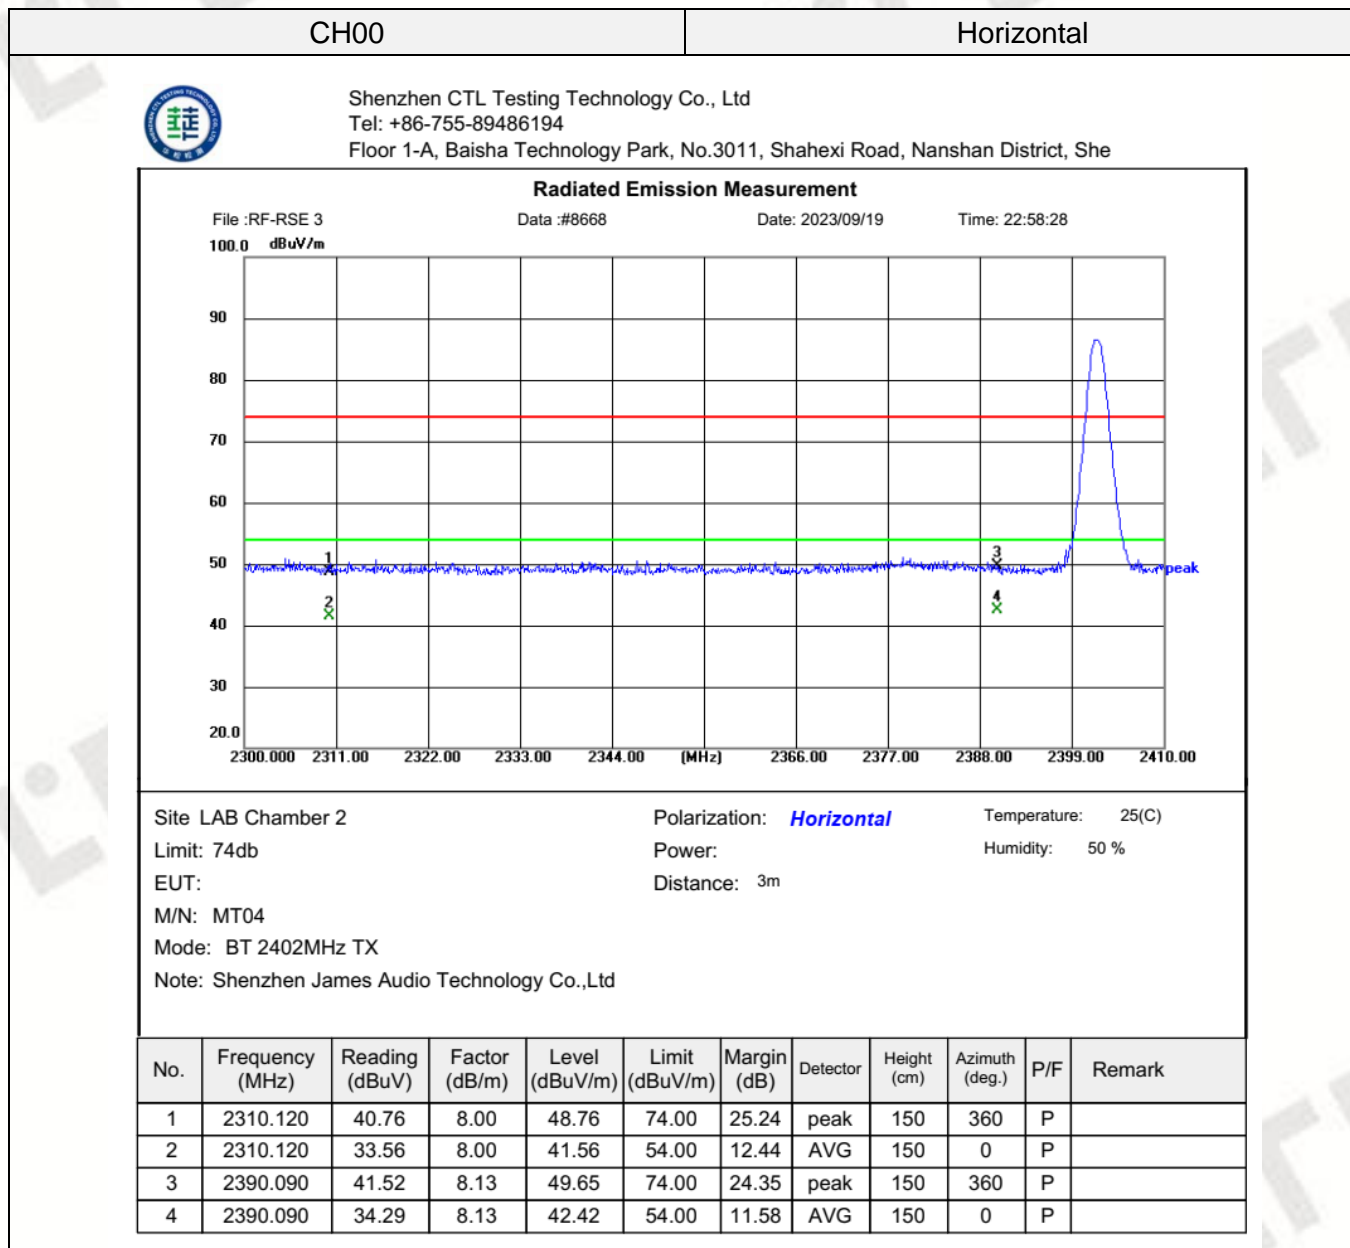 CH00 Horizontal
Shenzhen CTL Testing Technology Co., Ltd
Tel: +86-755-89486194
Floor 1-A, Baisha Technology Park, No.3011, Shahexi Road, Nanshan District, She
Radiated Emission Measurement
File :RF-RSE 3 Data :#8668 Date: 2023/09/19 Time: 22:58:28
100.0 dBuV/m
90
80
70
60
50
40
30
20.0
1
2
3
4
peak
2300.000 2311.00 2322.00 2333.00 2344.00 (MHz) 2366.00 2377.00 2388.00 2399.00 2410.00
Site LAB Chamber 2 Polarization: Horizontal Temperature: 25(C)
Limit: 74db Power: Humidity: 50 %
EUT: Distance: 3m
M/N: MT04
Mode: BT 2402MHz TX
Note: Shenzhen James Audio Technology Co.,Ltd
No. Frequency (MHz) Reading (dBuV) Factor (dB/m) Level (dBuV/m) Limit (dBuV/m) Margin (dB) Detector Height (cm) Azimuth (deg.) P/F Remark
1 2310.120 40.76 8.00 48.76 74.00 25.24 peak 150 360 P
2 2310.120 33.56 8.00 41.56 54.00 12.44 AVG 150 0 P
3 2390.090 41.52 8.13 49.65 74.00 24.35 peak 150 360 P
4 2390.090 34.29 8.13 42.42 54.00 11.58 AVG 150 0 P